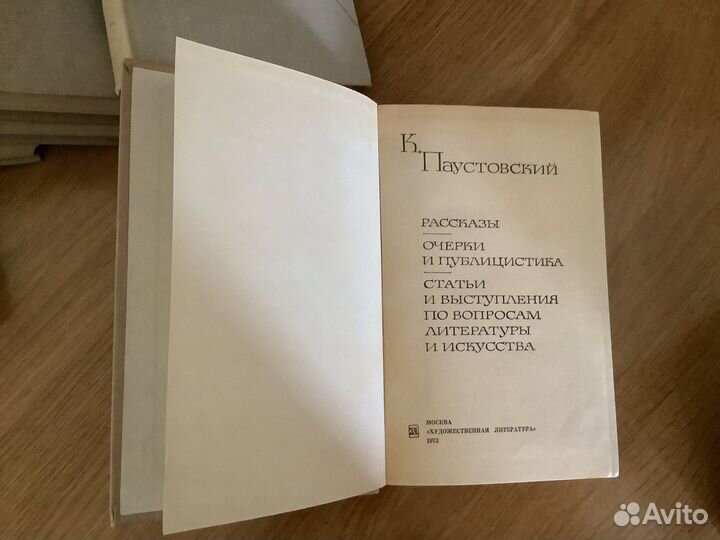 К. Паустовский
РАССКАЗЫ
ОЧЕРКИ
И ПУБЛИЦИСТИКА
СТАТЬИ
И ВЫСТУПЛЕНИЯ
ПО ВОПРОСАМ
ЛИТЕРАТУРЫ
И ИСКУССТВА
МОСКВА
«ХУДОЖЕСТВЕННАЯ ЛИТЕРАТУРА»
1972
Avito